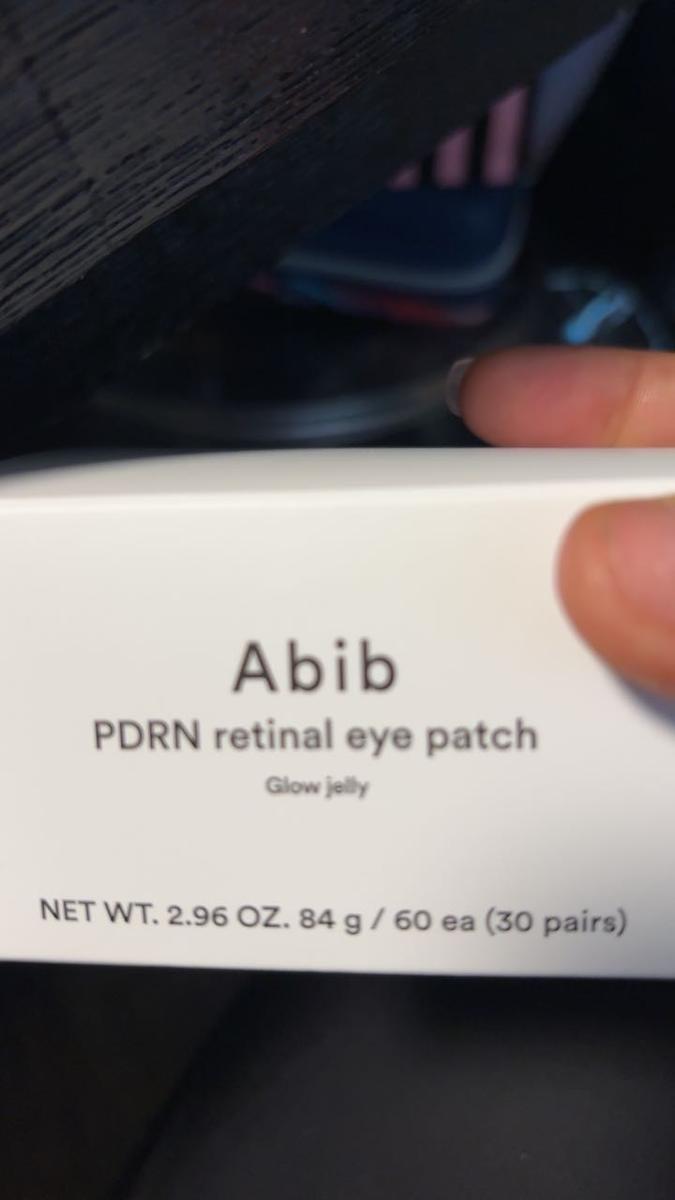 Abib
PDRN retinal eye patch
Glow jelly
NET WT. 2.96 OZ. 84 g / 60 ea (30 pairs)